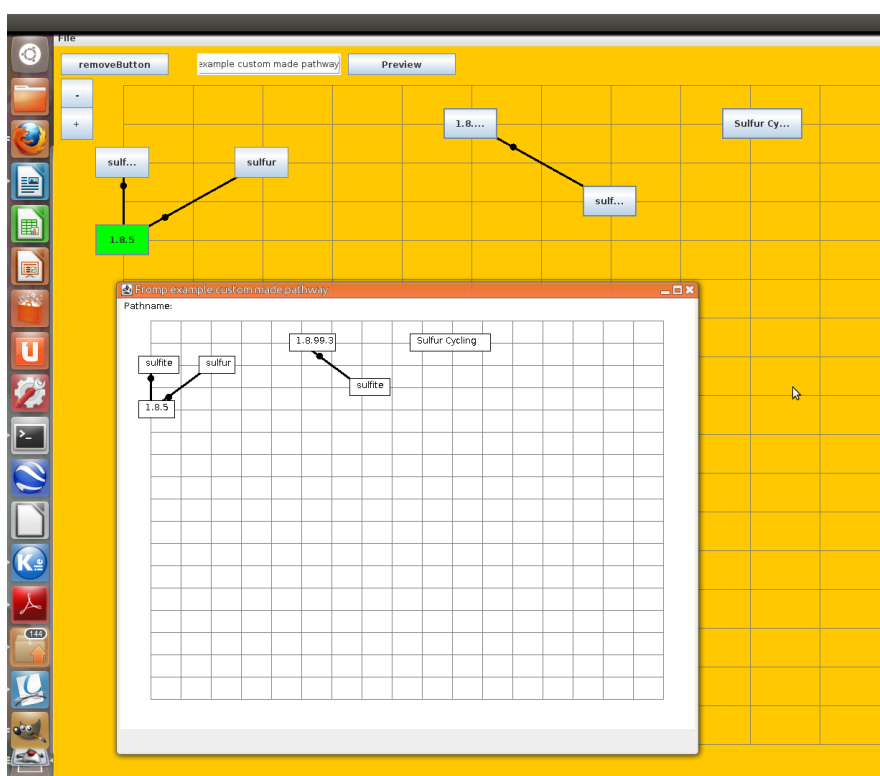 File
removeButton
example custom made pathway
Preview
-
+
1.8....
Sulfur Cy...
sulf...
sulfur
sulf...
1.8.5
Fromp example custom made pathway
Pathname:
1.8.99.3
Sulfur Cycling
sulfite
sulfur
sulfite
1.8.5
144